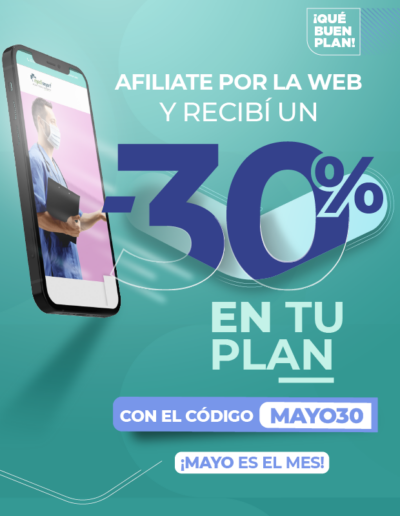 ¡QUÉ
BUEN
PLAN!
AFILIATE POR LA WEB
Y RECIBÍ UN
-30%
EN TU
PLAN
CON EL CÓDIGO MAYO30
¡MAYO ES EL MES!